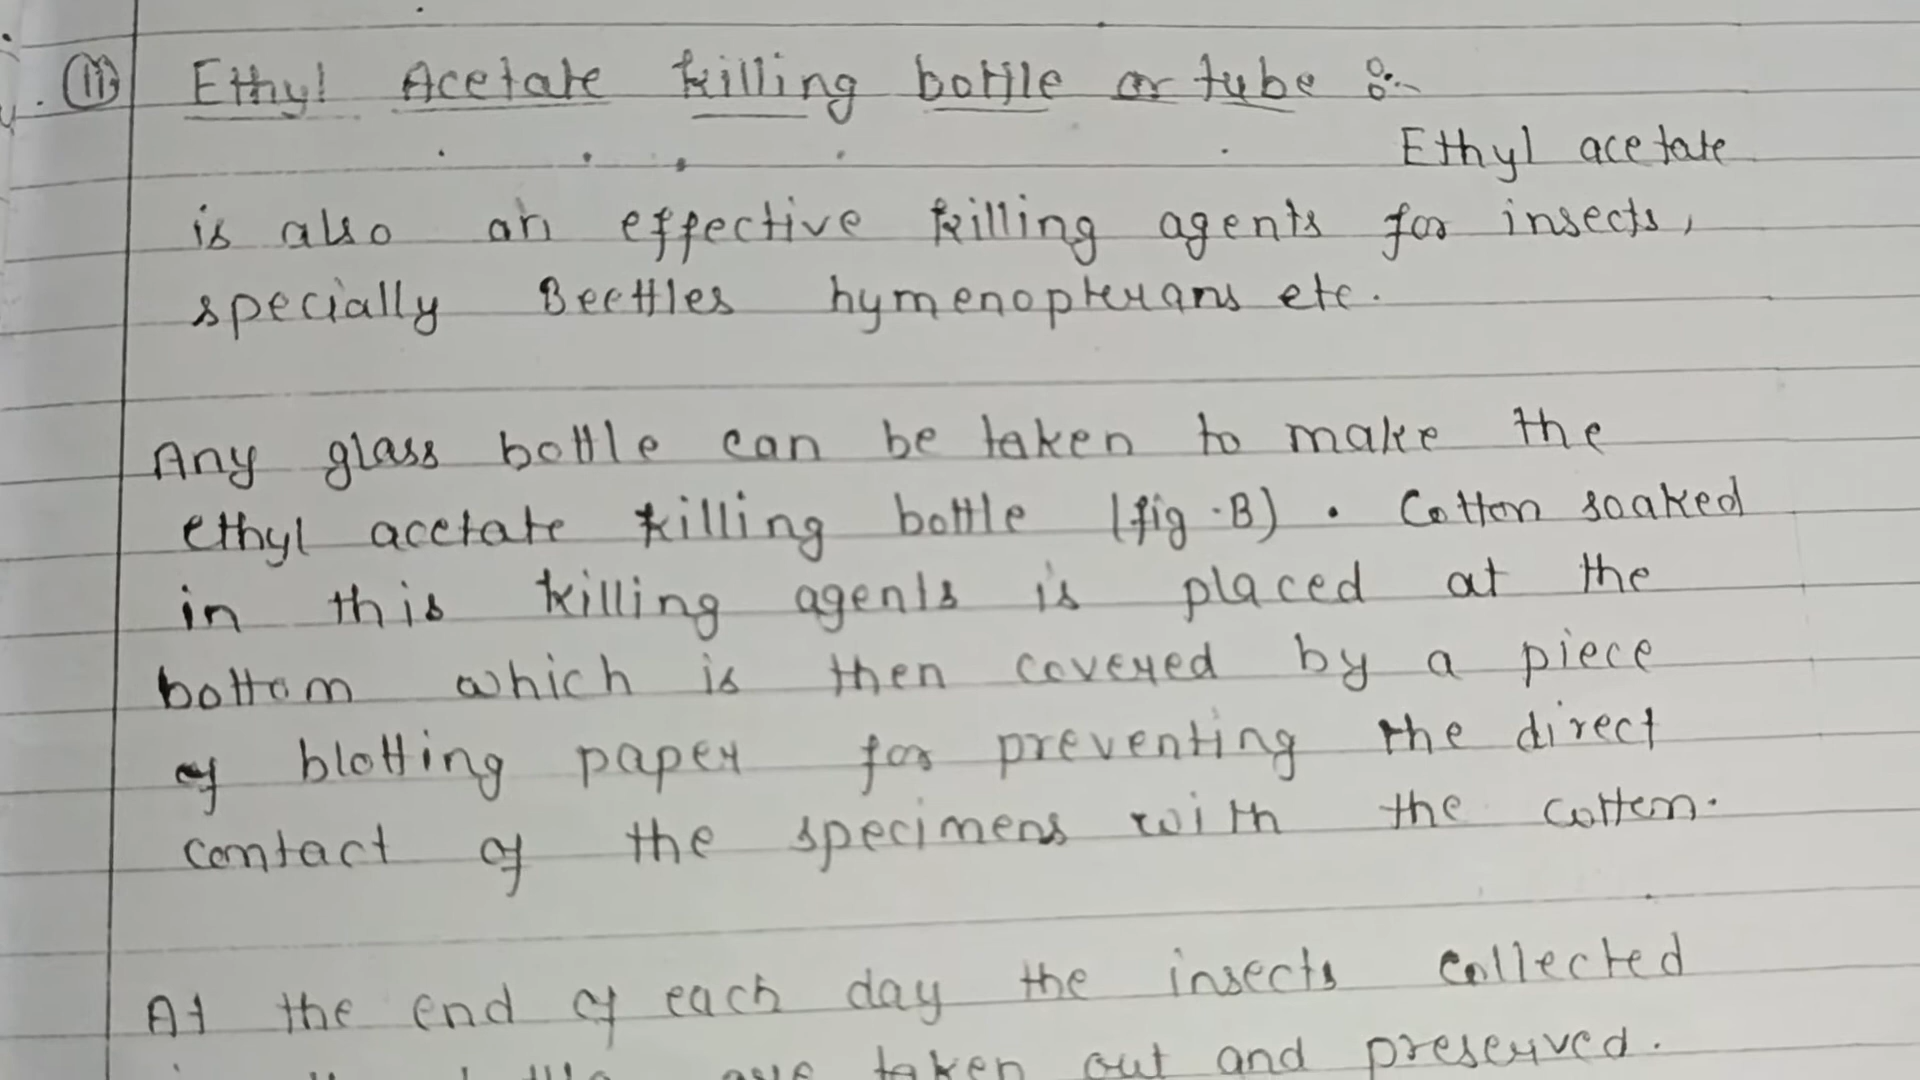 (ii) Ethyl Acetate killing bottle or tube :-
Ethyl acetate
is also an effective killing agents for insects,
specially Beettles hymenopterans etc.
Any glass bottle can be taken to make the
ethyl acetate killing bottle (fig.B). Cotton soaked
in this killing agents is placed at the
bottom which is then covered by a piece
of blotting paper for preventing the direct
contact of the specimens with the cotton.
At the end of each day the insects collected
taken out and preserved.